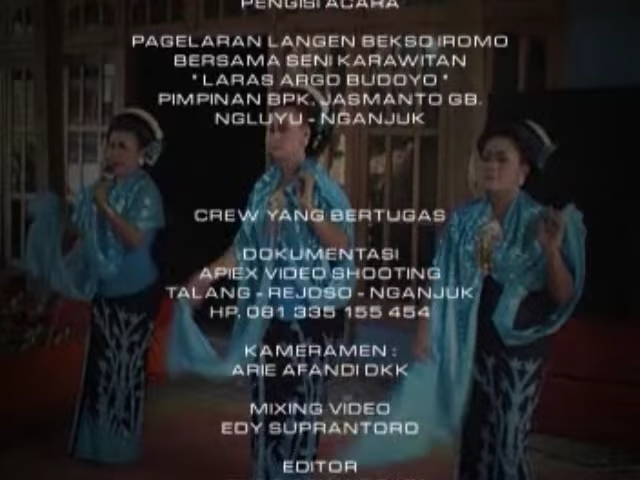 PENGISI ACARA
PAGELARAN LANGEN BEKSO IROMO
BERSAMA SENI KARAWITAN
" LARAS ARGO BUDOYO "
PIMPINAN BPK. JASMANTO GB.
NGLUYU - NGANJUK
CREW YANG BERTUGAS
DOKUMENTASI
APIEX VIDEO SHOOTING
TALANG - REJOSO - NGANJUK
HP. 081 335 155 454
KAMERAMEN :
ARIE AFANDI DKK
MIXING VIDEO
EDY SUPRANTORO
EDITOR